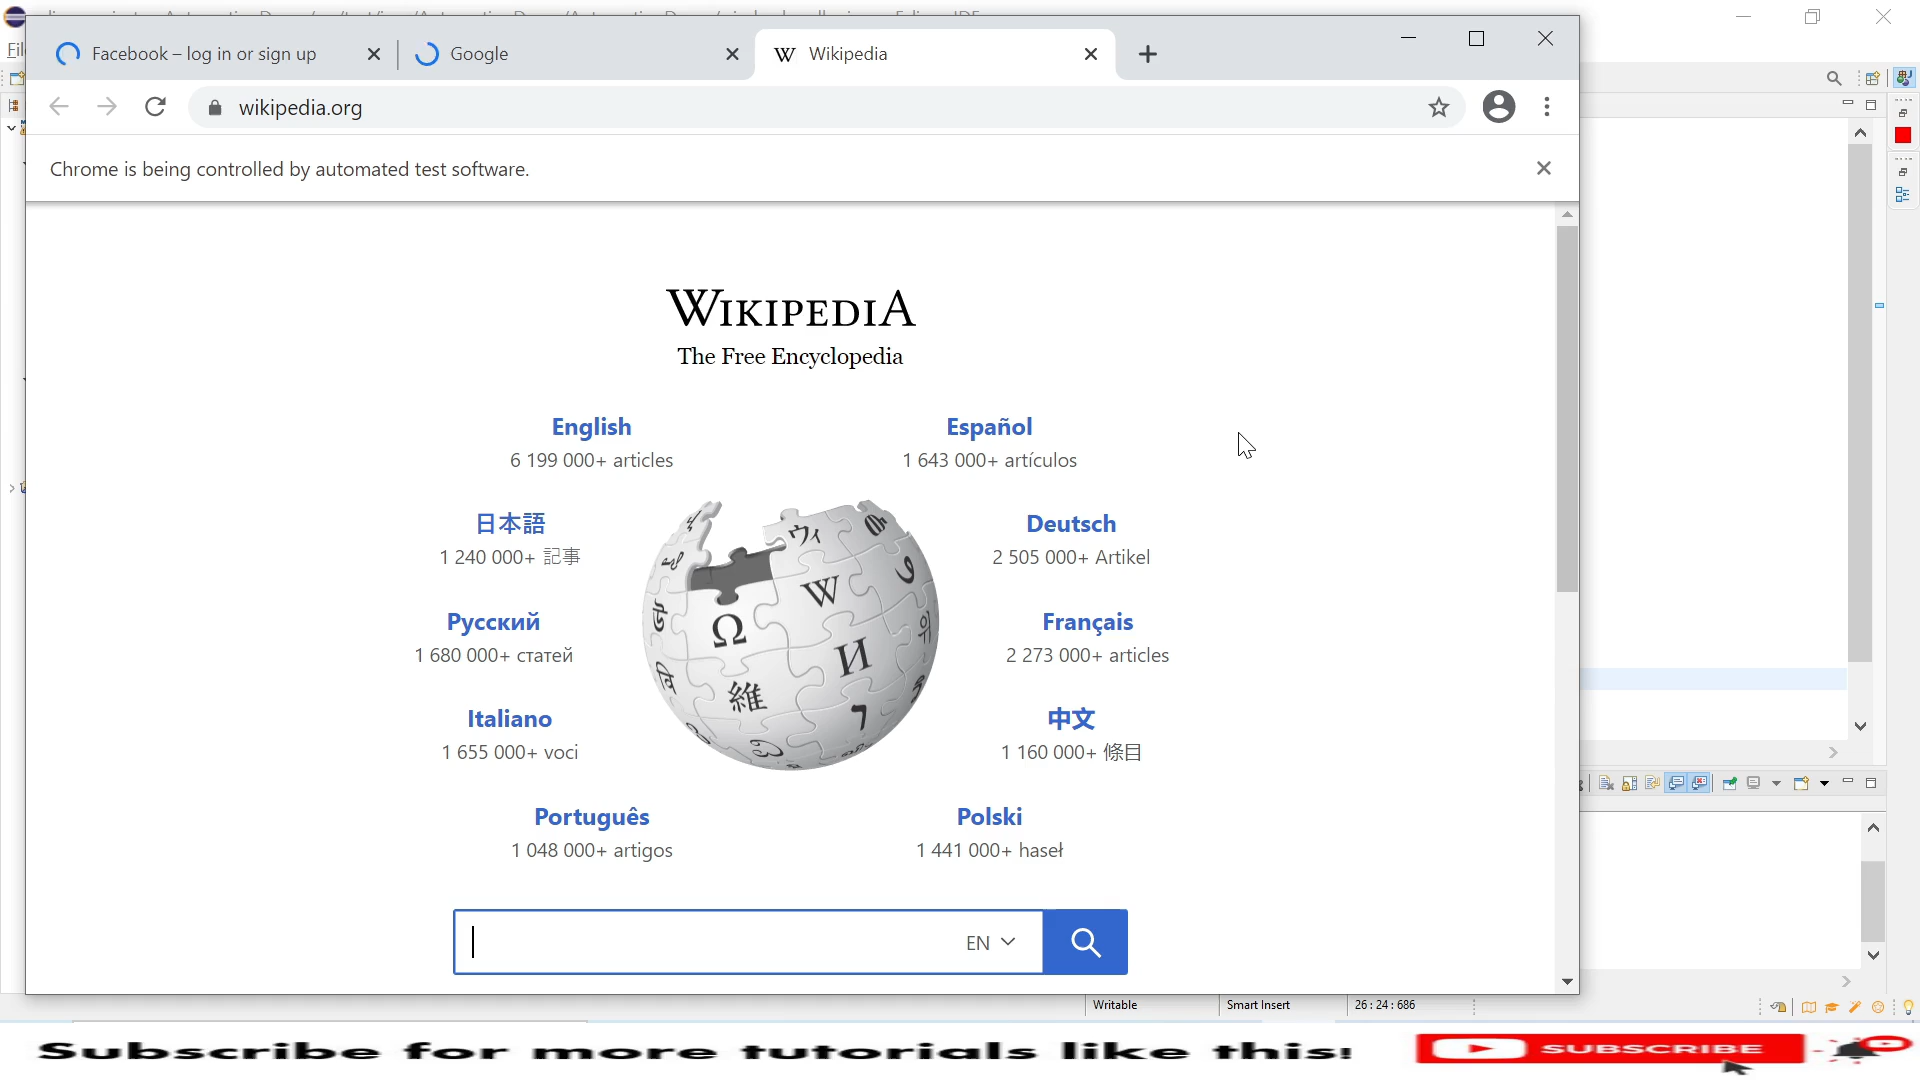 Facebook – log in or sign up
Google
Wikipedia
wikipedia.org
Chrome is being controlled by automated test software.
WIKIPEDIA
The Free Encyclopedia
English
6 199 000+ articles
Español
1 643 000+ artículos
日本語
1 240 000+ 記事
Deutsch
2 505 000+ Artikel
Русский
1 680 000+ статей
Français
2 273 000+ articles
Italiano
1 655 000+ voci
中文
1 160 000+ 條目
Português
1 048 000+ artigos
Polski
1 441 000+ haseł
Ω
W
И
維
ウィ
EN
Writable
Smart Insert
26 : 24 : 686
Subscribe for more tutorials like this!
SUBSCRIBE